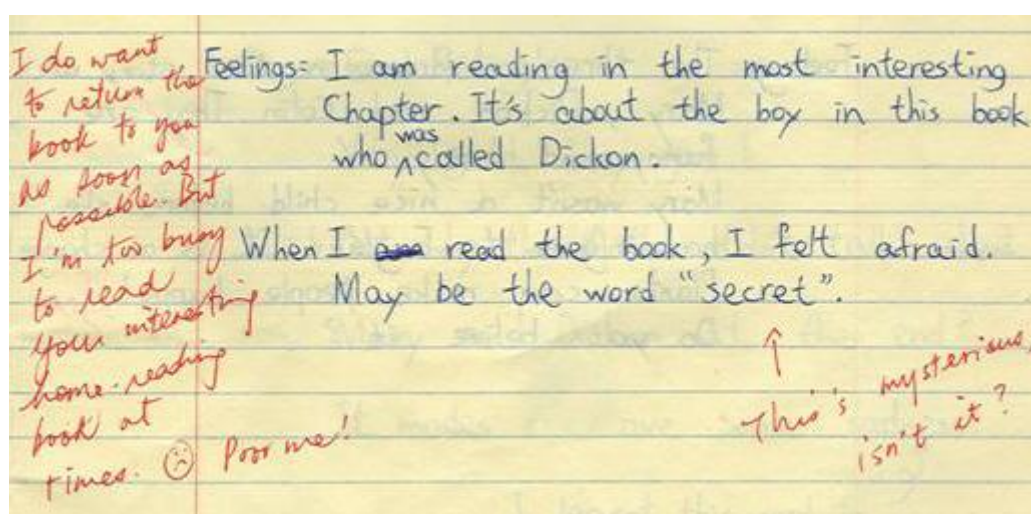 Feelings: I am reading in the most interesting
Chapter. It's about the boy in this book
who was called Dickon.
When I read the book, I felt afraid.
May be the word "secret".
I do want
to return the
book to you
as soon as
possible. But
I'm too busy
to read
your interesting
home-reading
book at
times. ☹ Poor me!
↑
This's mysterious,
isn't it?